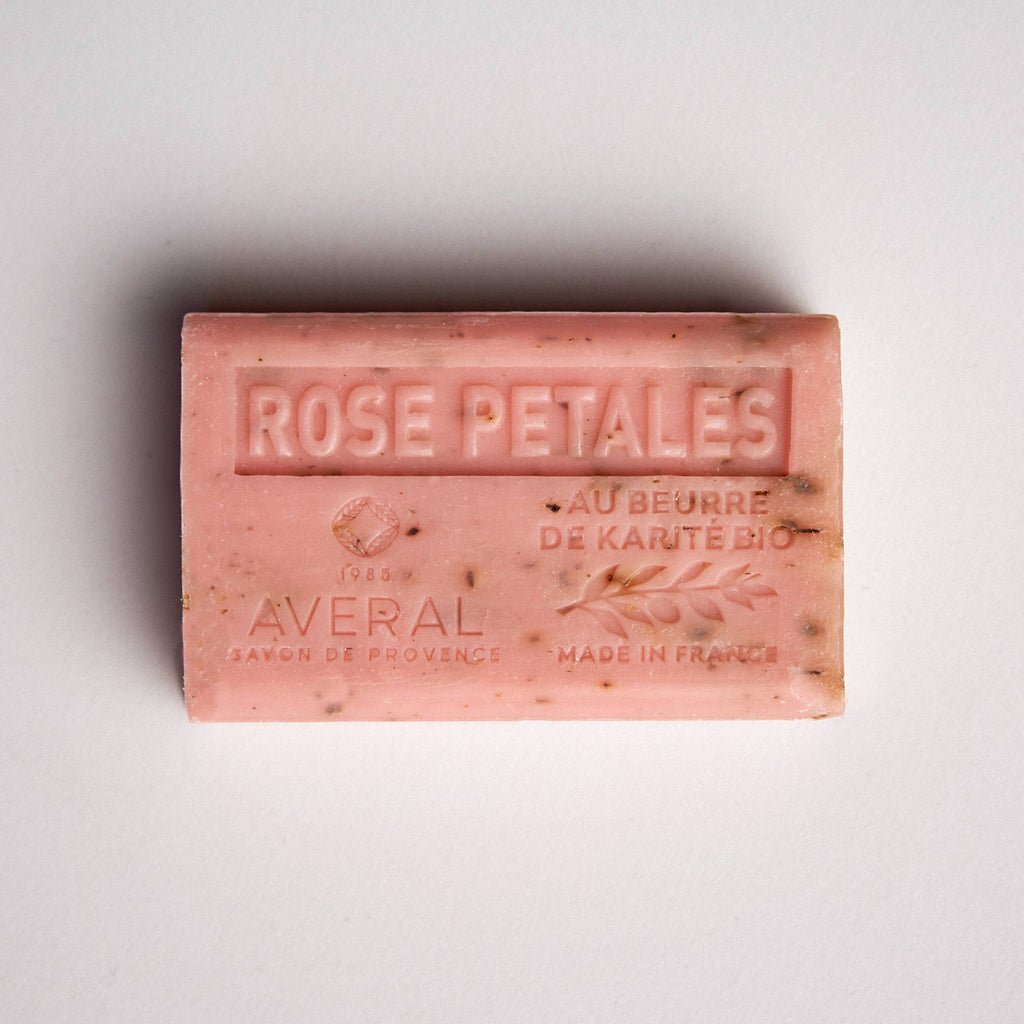 ROSE PETALES
AU BEURRE
DE KARITÉ BIO
1985
AVERAL
SAVON DE PROVENCE
MADE IN FRANCE